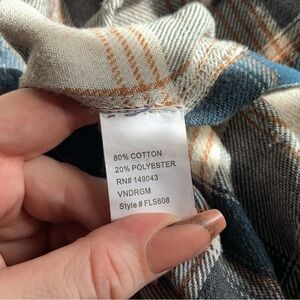 80% COTTON
20% POLYESTER
RN# 149043
VNDRGM
Style # FLS608